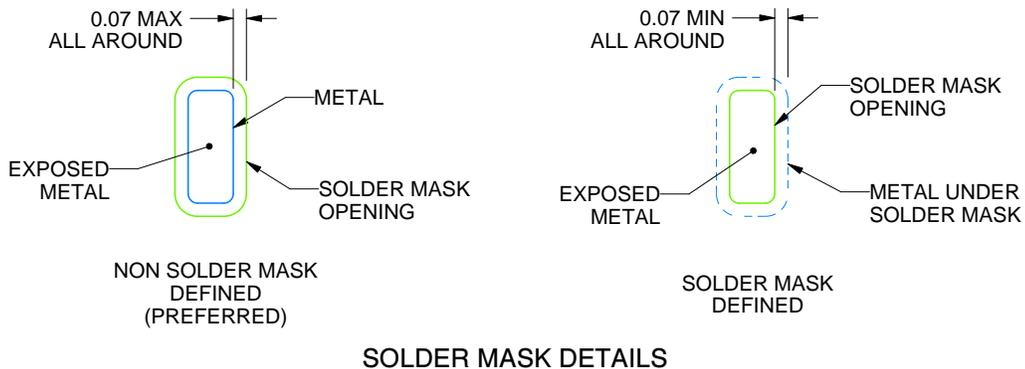 0.07 MAX
ALL AROUND
METAL
EXPOSED
METAL
SOLDER MASK
OPENING
NON SOLDER MASK
DEFINED
(PREFERRED)
0.07 MIN
ALL AROUND
SOLDER MASK
OPENING
EXPOSED
METAL
METAL UNDER
SOLDER MASK
SOLDER MASK
DEFINED
SOLDER MASK DETAILS